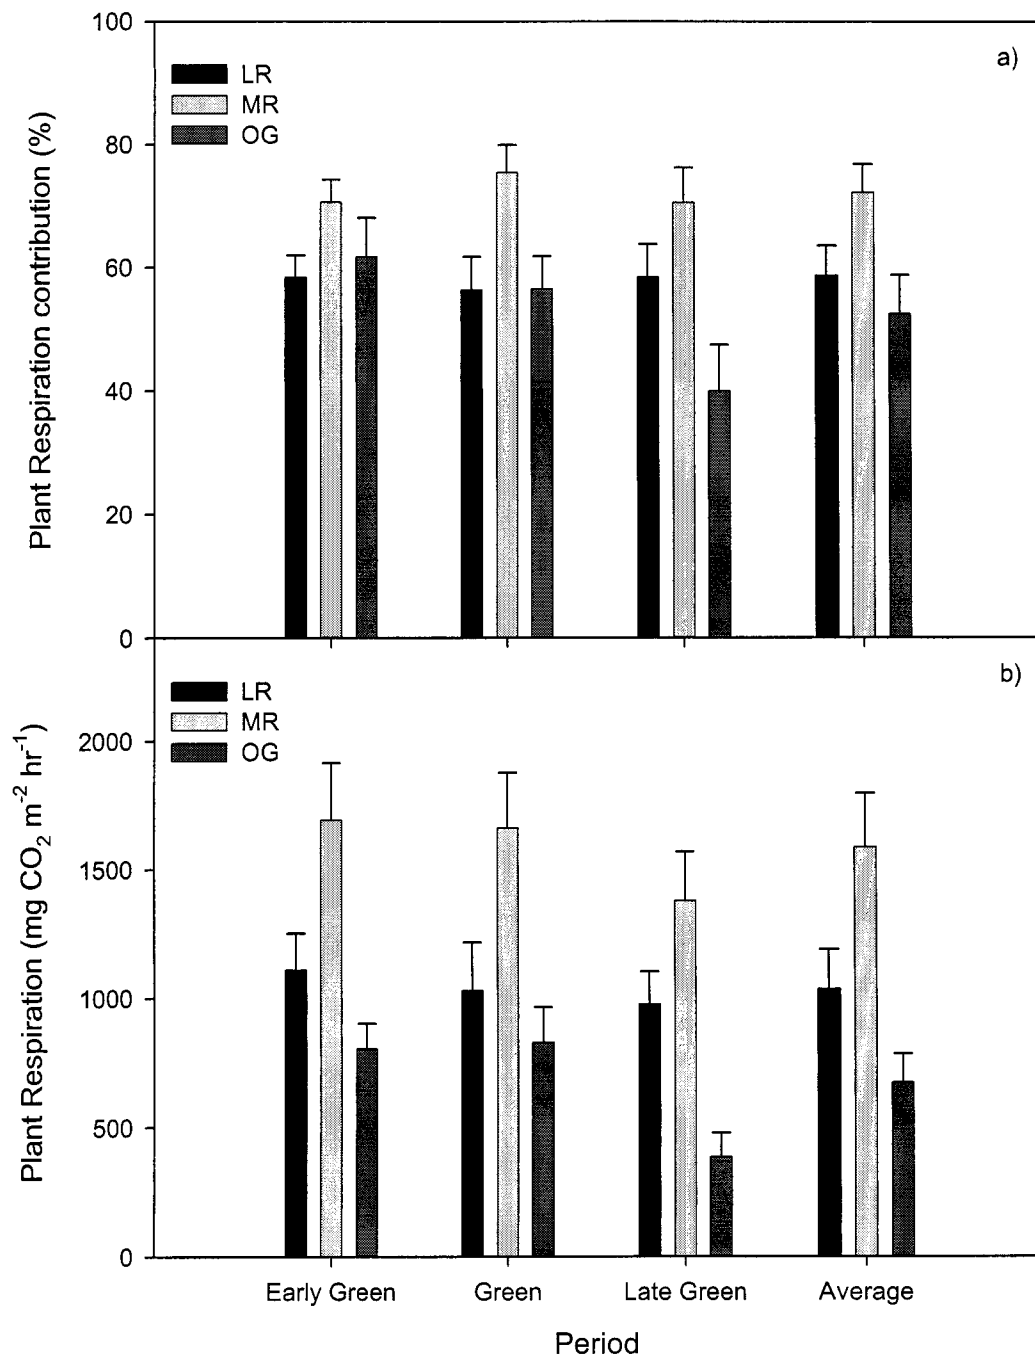 100
80
60
40
20
0
Plant Respiration contribution (%)
LR
MR
OG
a)
2000
1500
1000
500
0
Plant Respiration (mg CO₂ m⁻² hr⁻¹)
LR
MR
OG
b)
Early Green Green Late Green Average
Period